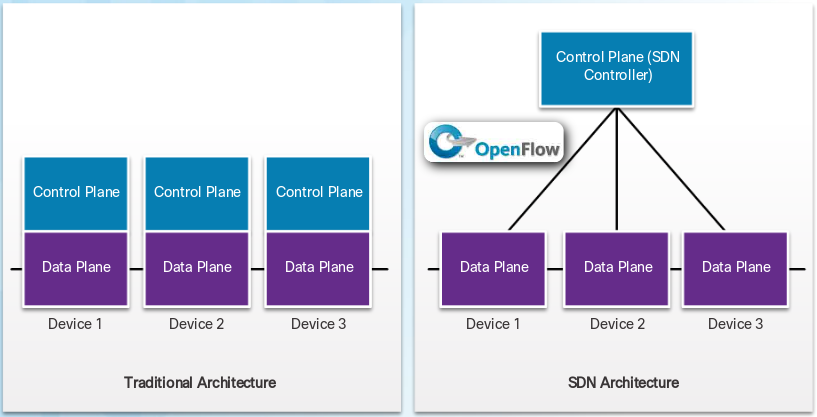 Control Plane
Control Plane
Control Plane
Data Plane
Data Plane
Data Plane
Device 1
Device 2
Device 3
Traditional Architecture
Control Plane (SDN
Controller)
OpenFlow
Data Plane
Data Plane
Data Plane
Device 1
Device 2
Device 3
SDN Architecture